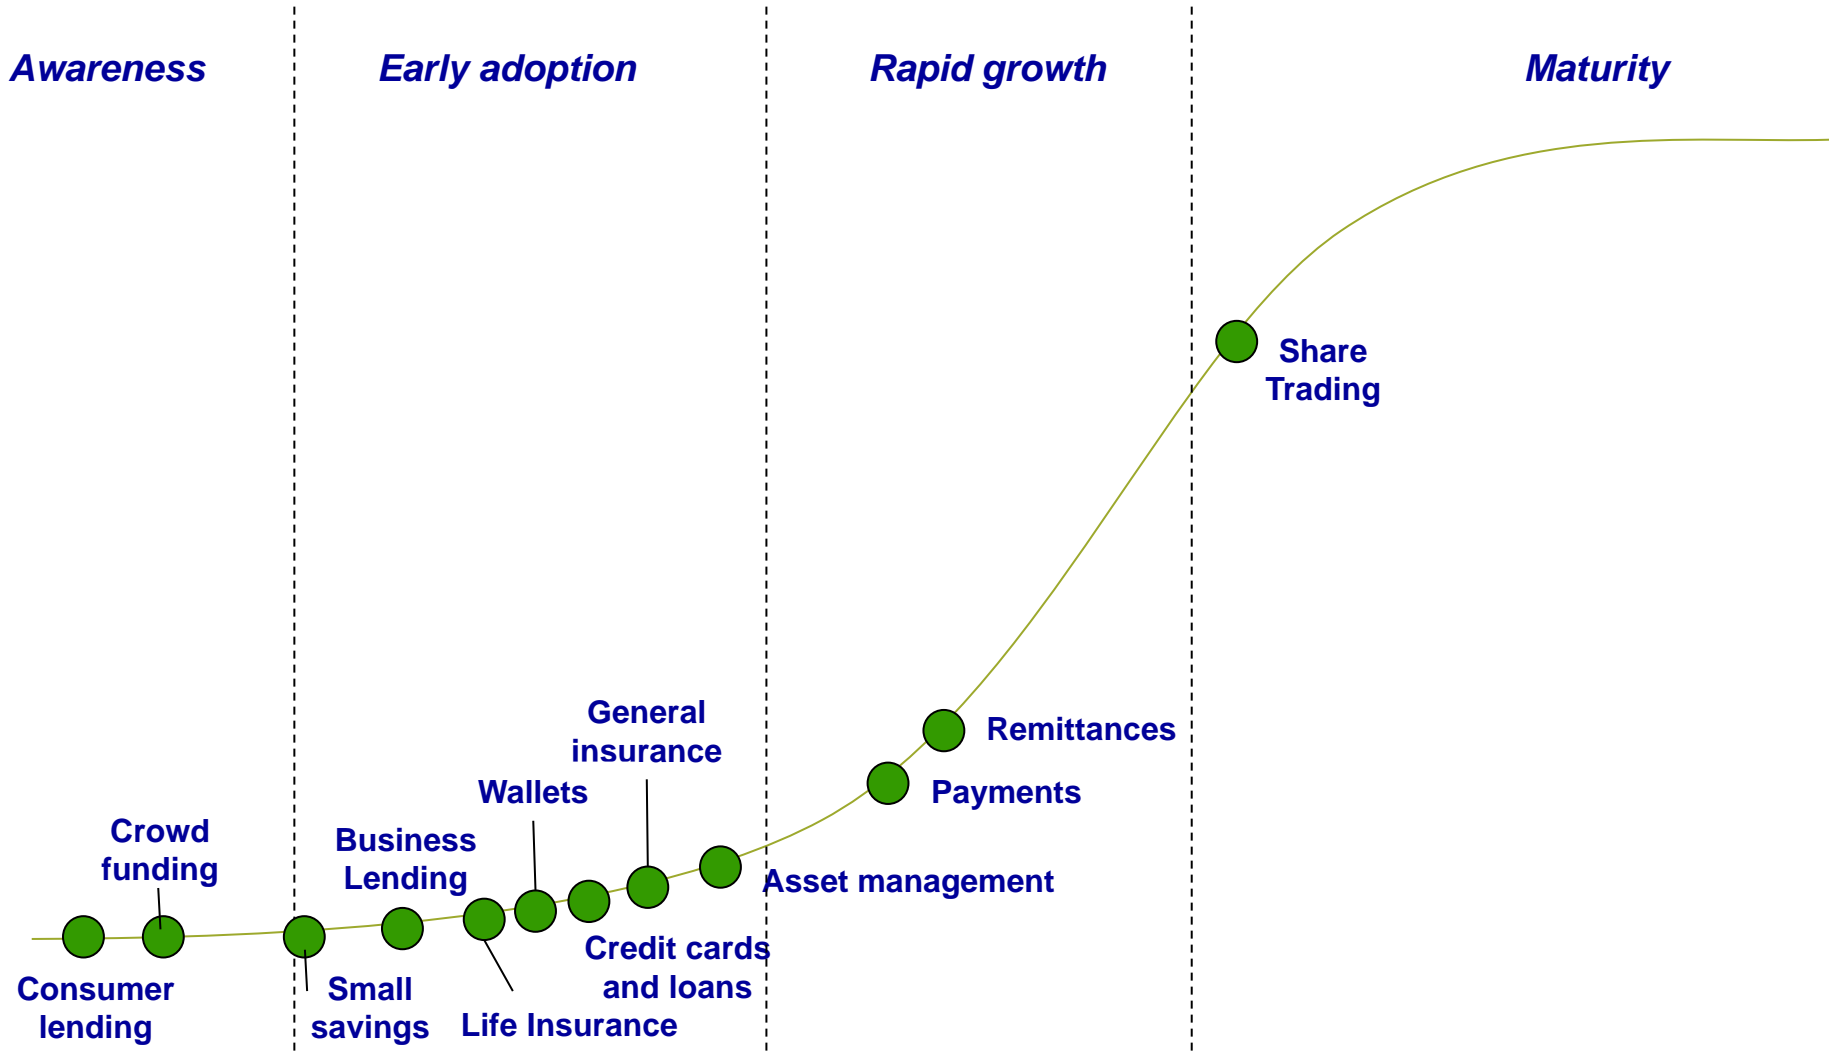 Awareness
Early adoption
Rapid growth
Maturity
Share
Trading
General
insurance
Remittances
Wallets
Payments
Crowd
funding
Business
Lending
Asset management
Credit cards
and loans
Consumer
lending
Small
savings
Life Insurance